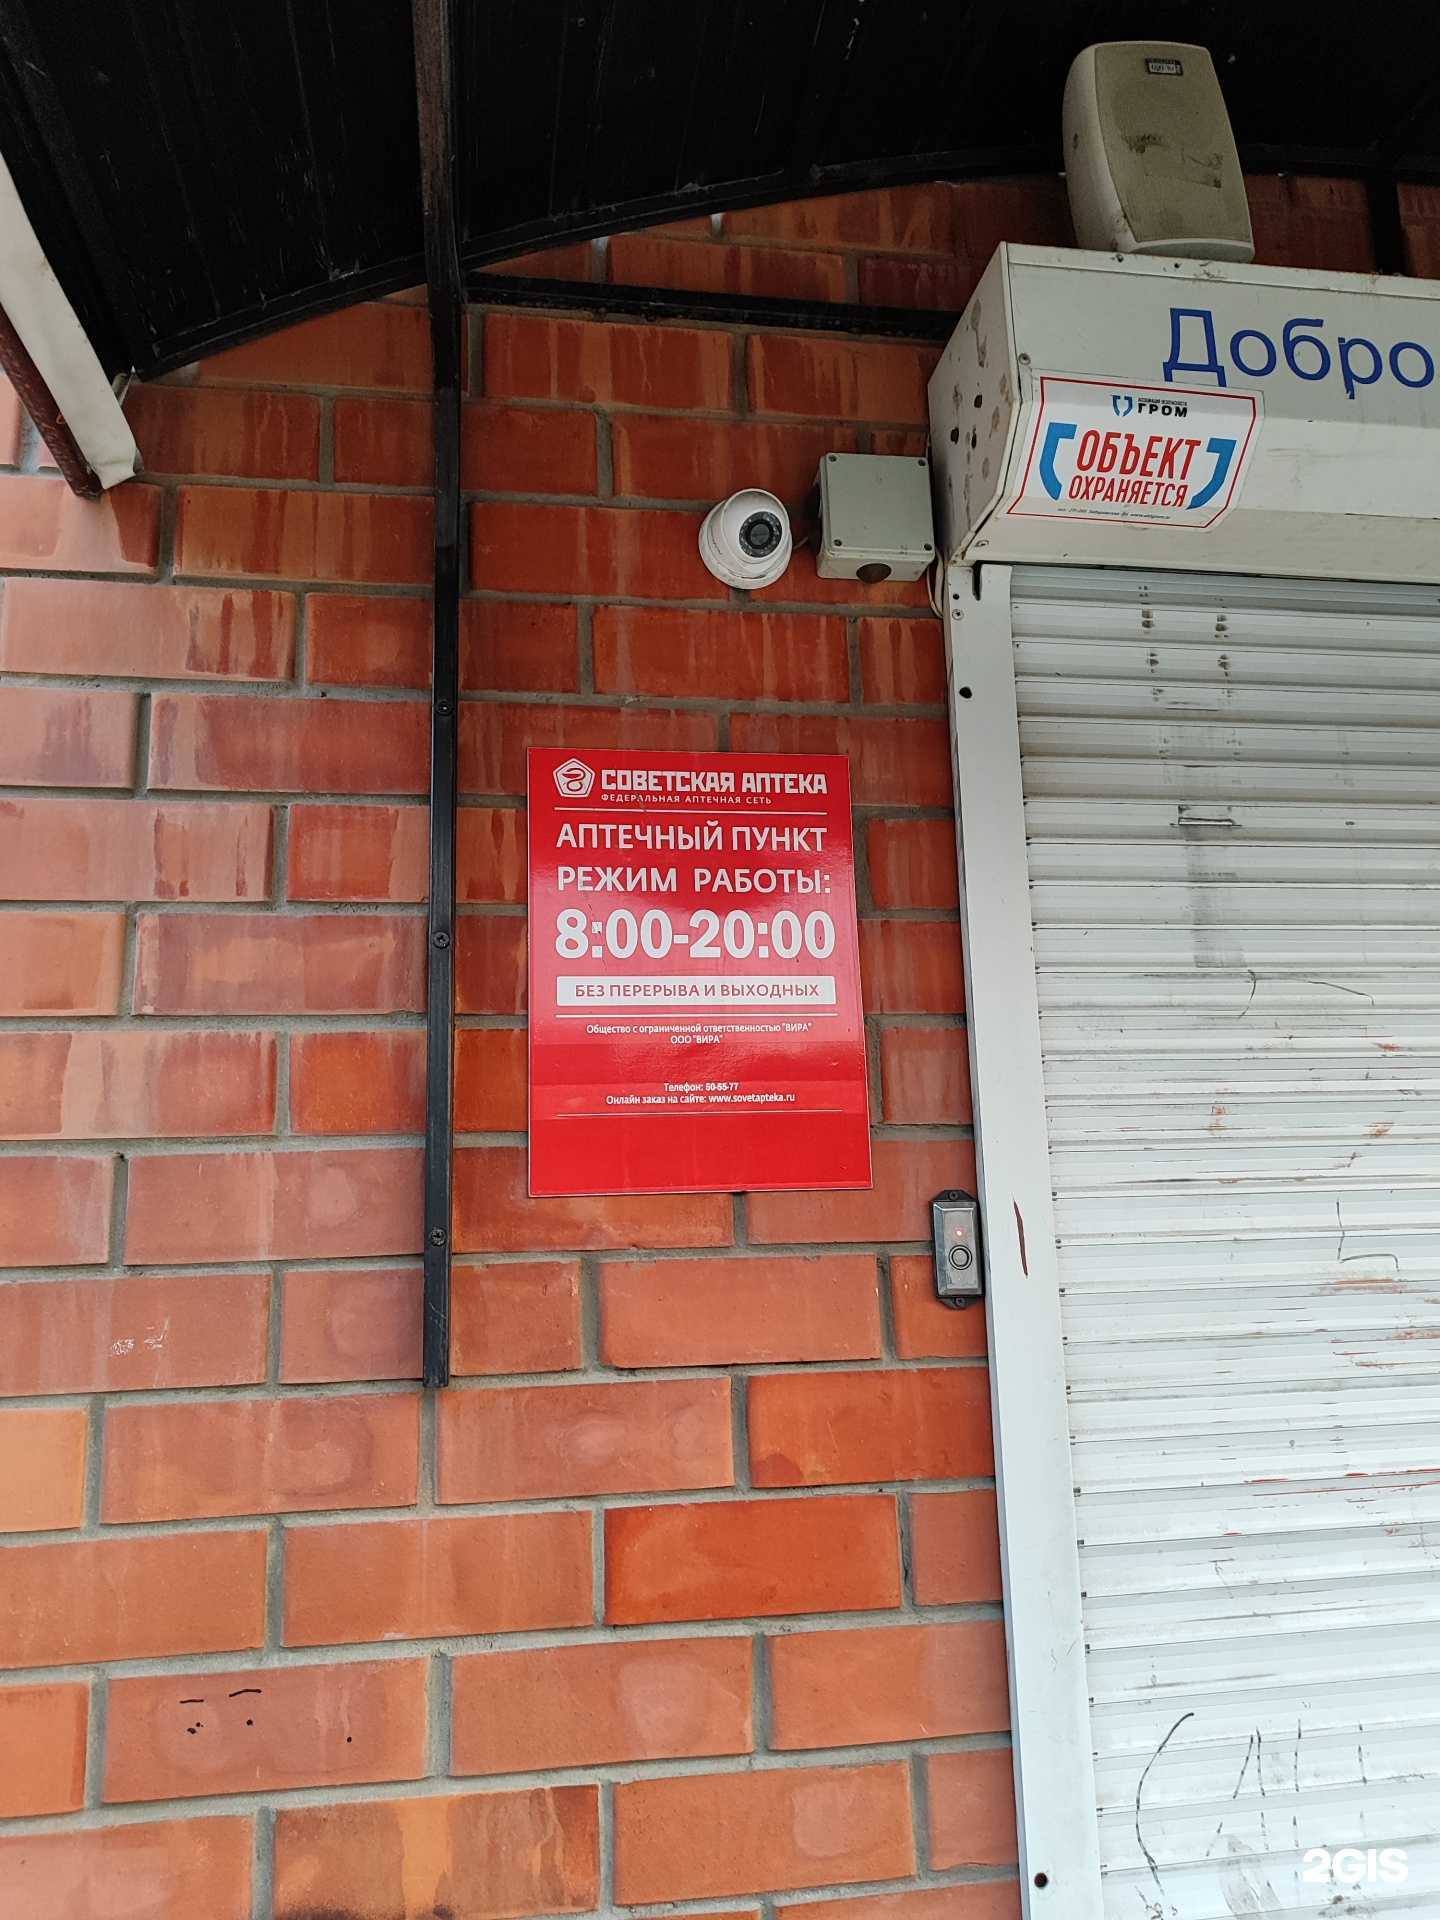 Добро
АССОЦИАЦИЯ БЕЗОПАСНОСТИ
ГРОМ
ОБЪЕКТ
ОХРАНЯЕТСЯ
СОВЕТСКАЯ АПТЕКА
ФЕДЕРАЛЬНАЯ АПТЕЧНАЯ СЕТЬ
АПТЕЧНЫЙ ПУНКТ
РЕЖИМ РАБОТЫ:
8:00-20:00
БЕЗ ПЕРЕРЫВА И ВЫХОДНЫХ
Общество с ограниченной ответственностью "ВИРА"
ООО "ВИРА"
Телефон: 50-55-77
Онлайн заказ на сайте: www.sovetapteka.ru
2GIS